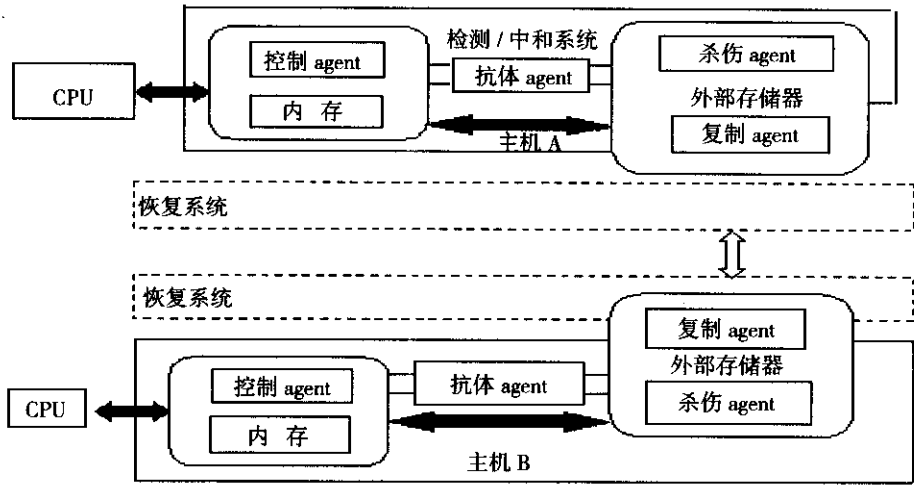 检测/中和系统
控制 agent
抗体 agent
杀伤 agent
CPU
外部存储器
内 存
复制 agent
主机 A
恢复系统
恢复系统
复制 agent
外部存储器
控制 agent
抗体 agent
杀伤 agent
CPU
内 存
主机 B